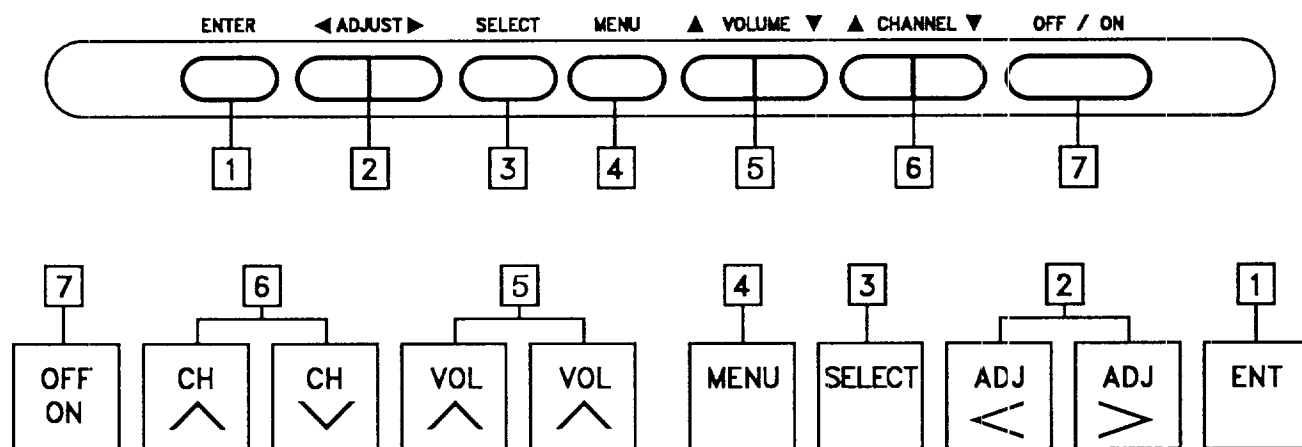 ENTER ◄ ADJUST ► SELECT MENU ▲ VOLUME ▼ ▲ CHANNEL ▼ OFF / ON
1 2 3 4 5 6 7
7 6 5 4 3 2 1
OFF CH CH VOL VOL MENU SELECT ADJ ADJ ENT
ON